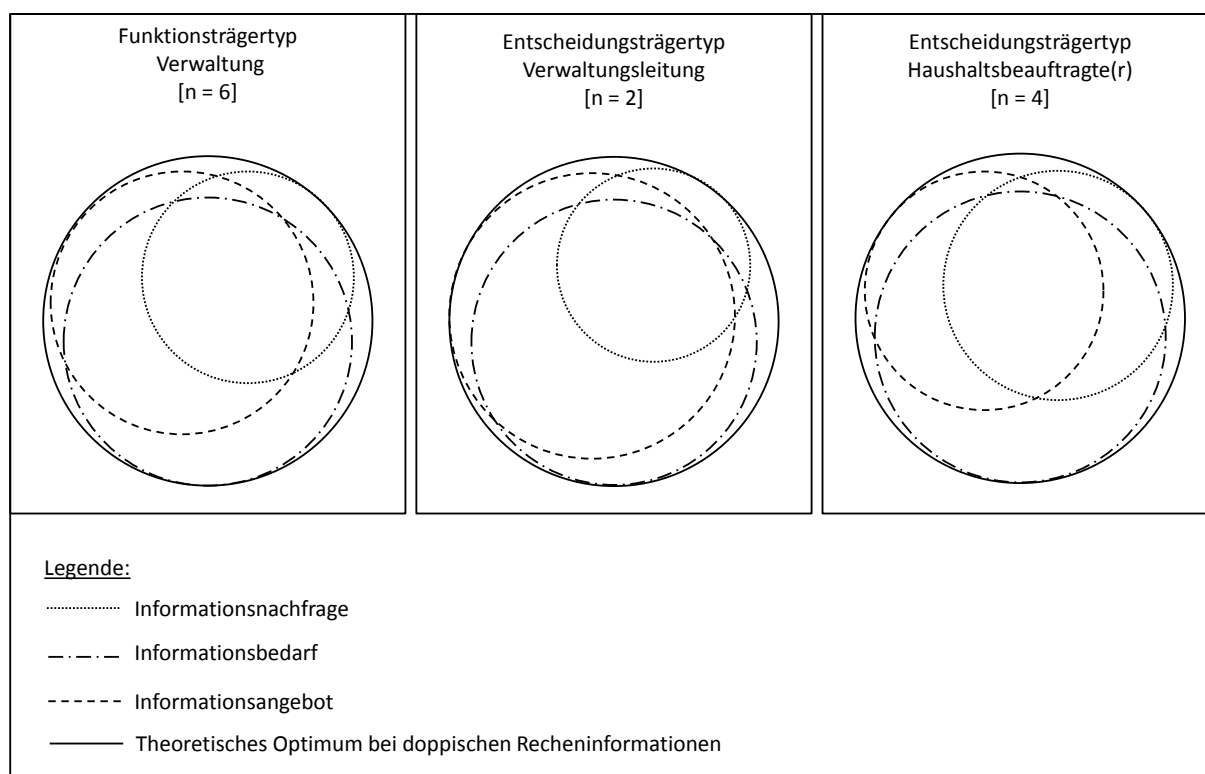 Funktionsträgertyp
Verwaltung
[n = 6]
Entscheidungsträgertyp
Verwaltungsleitung
[n = 2]
Entscheidungsträgertyp
Haushaltsbeauftragte(r)
[n = 4]
Legende:
Informationsnachfrage
Informationsbedarf
Informationsangebot
Theoretisches Optimum bei doppischen Recheninformationen